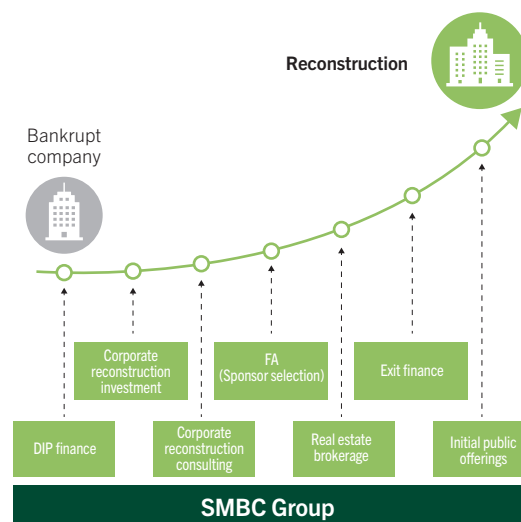 Reconstruction
Bankrupt
company
Corporate
reconstruction
investment
FA
(Sponsor selection)
Exit finance
DIP finance
Corporate
reconstruction
consulting
Real estate
brokerage
Initial public
offerings
SMBC Group